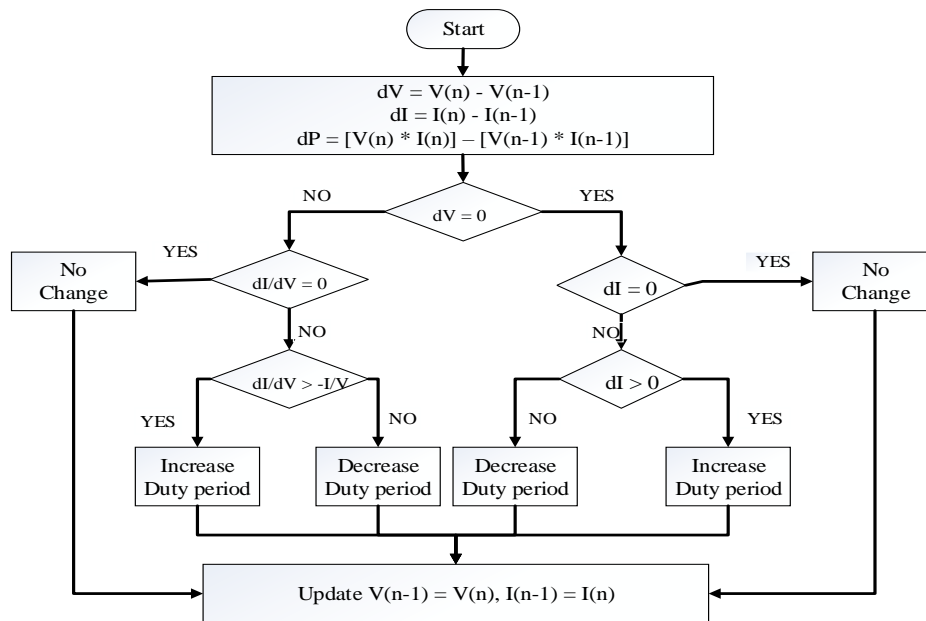 Start
dV = V(n) - V(n-1)
dI = I(n) - I(n-1)
dP = [V(n) * I(n)] – [V(n-1) * I(n-1)]
NO
YES
dV = 0
YES
dI/dV = 0
dI = 0
YES
No
Change
No
Change
NO
NO
dI/dV > -I/V
dI > 0
YES
NO
NO
YES
Increase
Duty period
Decrease
Duty period
Decrease
Duty period
Increase
Duty period
Update V(n-1) = V(n), I(n-1) = I(n)